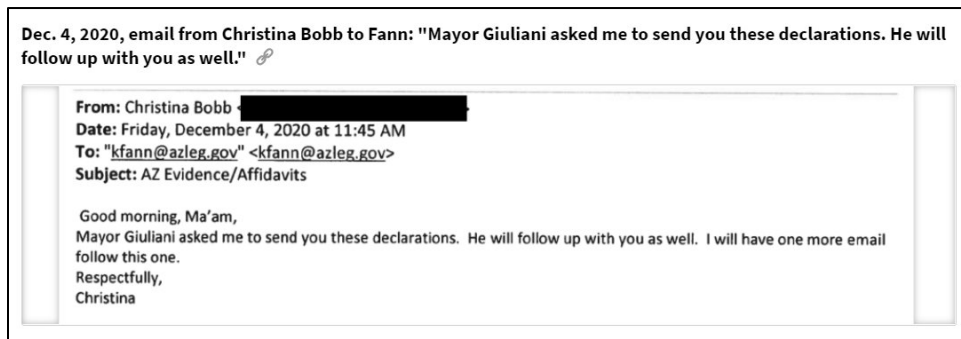 Dec. 4, 2020, email from Christina Bobb to Fann: "Mayor Giuliani asked me to send you these declarations. He will
follow up with you as well."
From: Christina Bobb <
Date: Friday, December 4, 2020 at 11:45 AM
To: "kfann@azleg.gov" <kfann@azleg.gov>
Subject: AZ Evidence/Affidavits
Good morning, Ma'am,
Mayor Giuliani asked me to send you these declarations. He will follow up with you as well. I will have one more email
follow this one.
Respectfully,
Christina